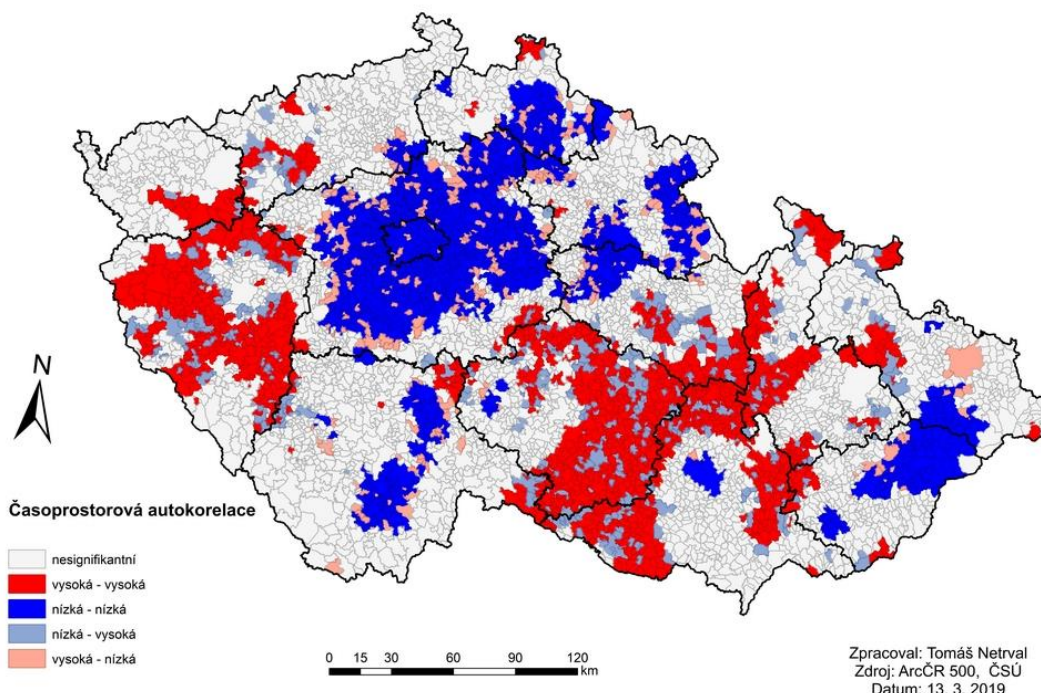 N
Časoprostorová autokorelace
nesignifikantní
vysoká - vysoká
nízká - nízká
nízká - vysoká
vysoká - nízká
0 15 30 60 90 120
km
Zpracoval: Tomáš Netrval
Zdroj: ArcČR 500, ČSÚ
Datum: 13. 3. 2019